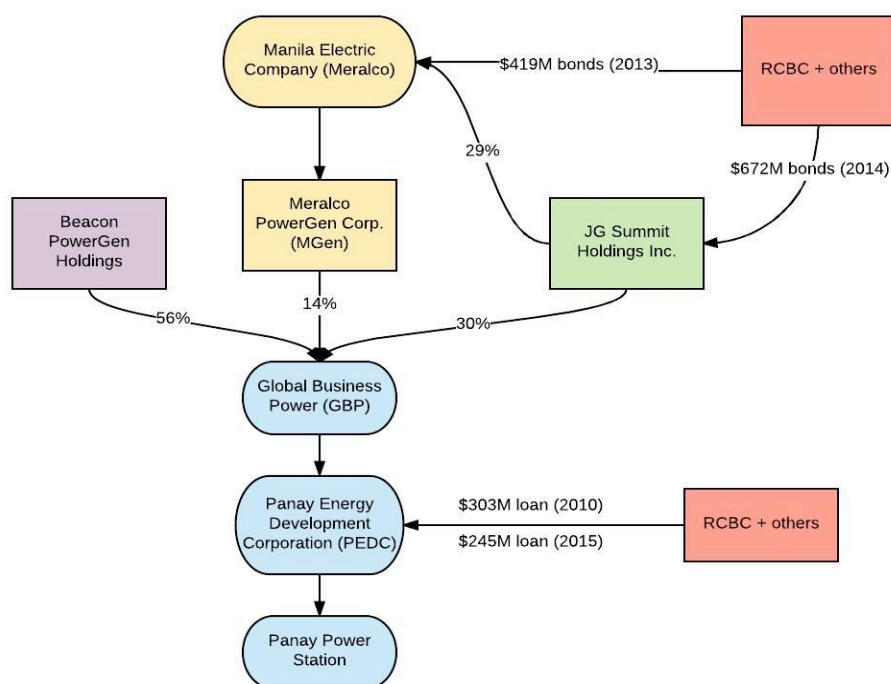 Manila Electric
Company (Meralco)
$419M bonds (2013)
RCBC + others
29%
$672M bonds (2014)
Beacon
PowerGen
Holdings
Meralco
PowerGen Corp.
(MGen)
JG Summit
Holdings Inc.
56%
14%
30%
Global Business
Power (GBP)
Panay Energy
Development
Corporation (PEDC)
$303M loan (2010)
$245M loan (2015)
RCBC + others
Panay Power
Station